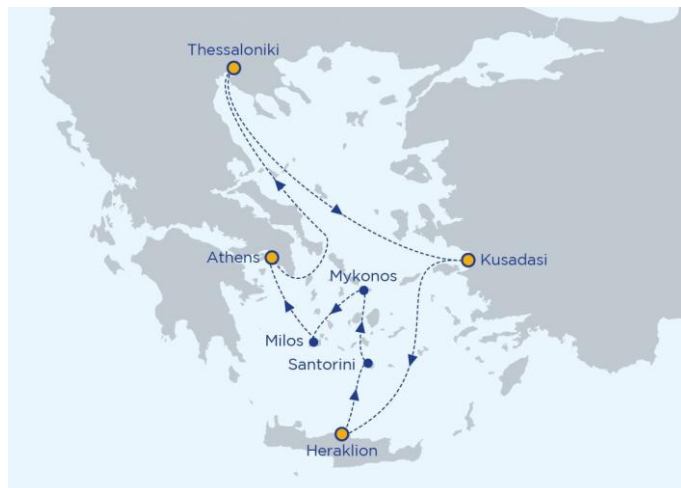 Thessaloniki
Athens
Kusadasi
Mykonos
Milos
Santorini
Heraklion